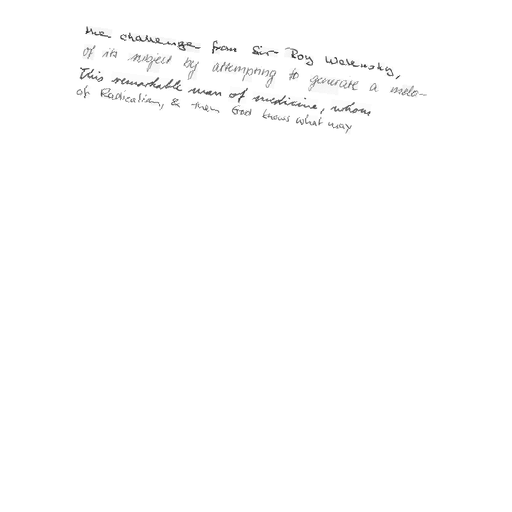 the challenge from Sir Roy Welensky,
of its subject by attempting to generate a melo-
This remarkable man of medicine, whom
of Radicalism, & then God knows what may